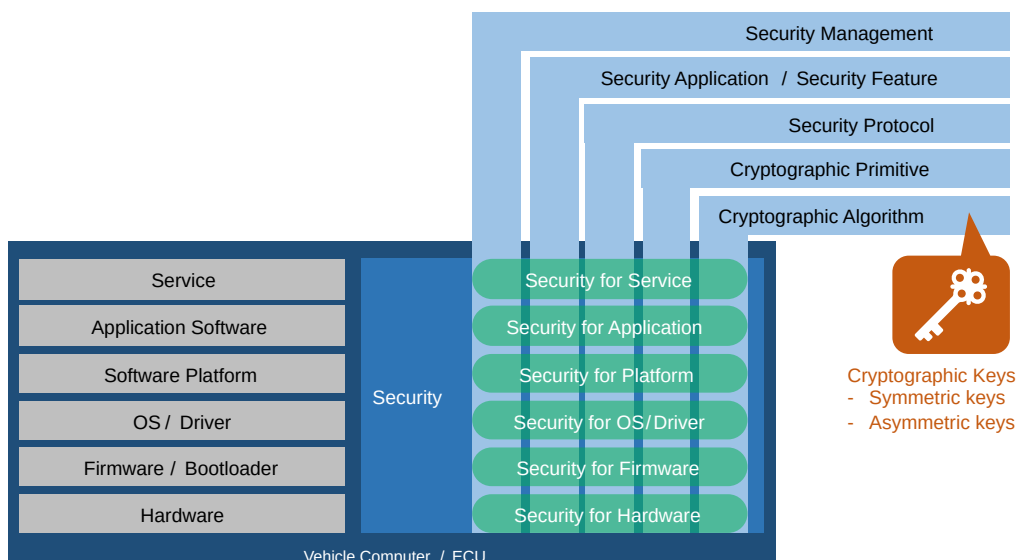 Security Management
Security Application / Security Feature
Security Protocol
Cryptographic Primitive
Cryptographic Algorithm
Service
Application Software
Software Platform
OS / Driver
Firmware / Bootloader
Hardware
Security
Security for Service
Security for Application
Security for Platform
Security for OS/Driver
Security for Firmware
Security for Hardware
Cryptographic Keys
- Symmetric keys
- Asymmetric keys
Vehicle Computer / ECU